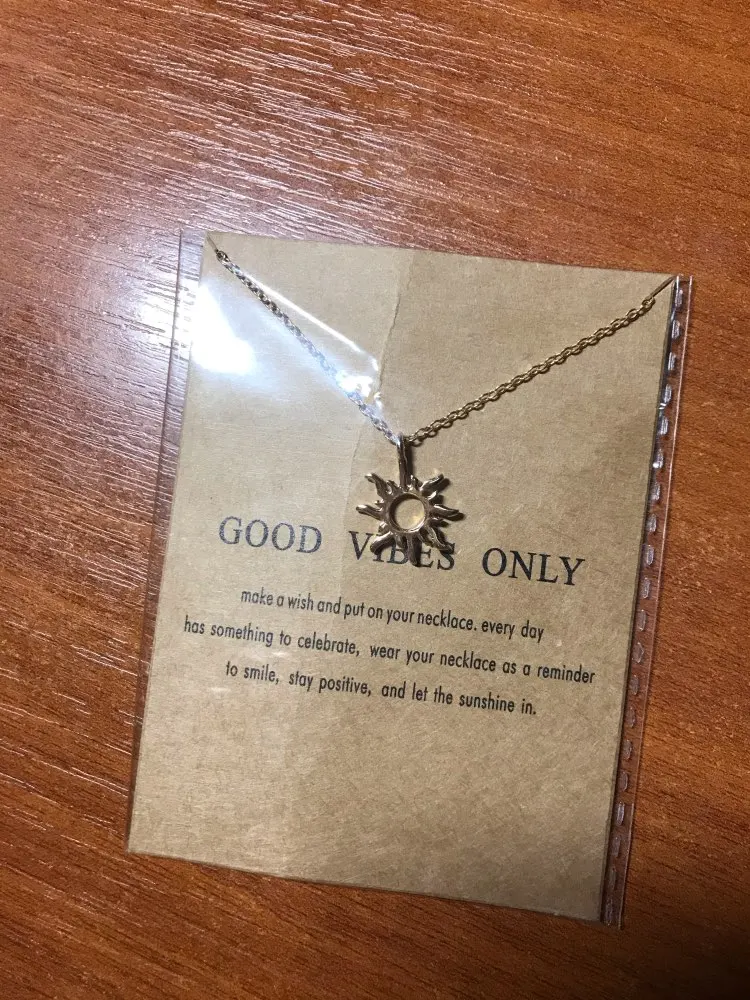 GOOD VIBES ONLY
make a wish and put on your necklace. every day
has something to celebrate, wear your necklace as a reminder
to smile, stay positive, and let the sunshine in.